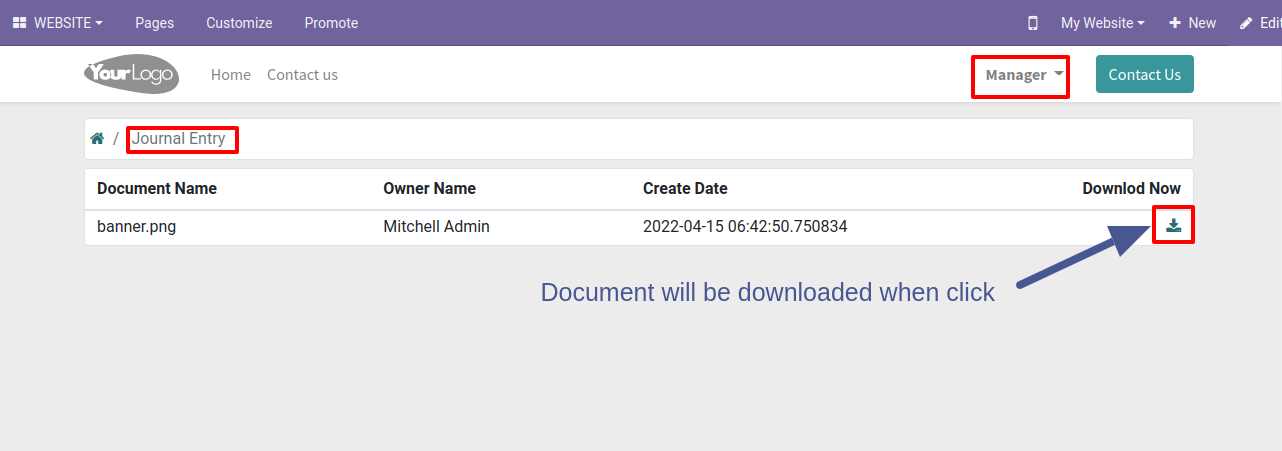 WEBSITE Pages Customize Promote My Website New Edit
YourLogo Home Contact us Manager Contact Us
/ Journal Entry
Document Name Owner Name Create Date Downlod Now
banner.png Mitchell Admin 2022-04-15 06:42:50.750834
Document will be downloaded when click